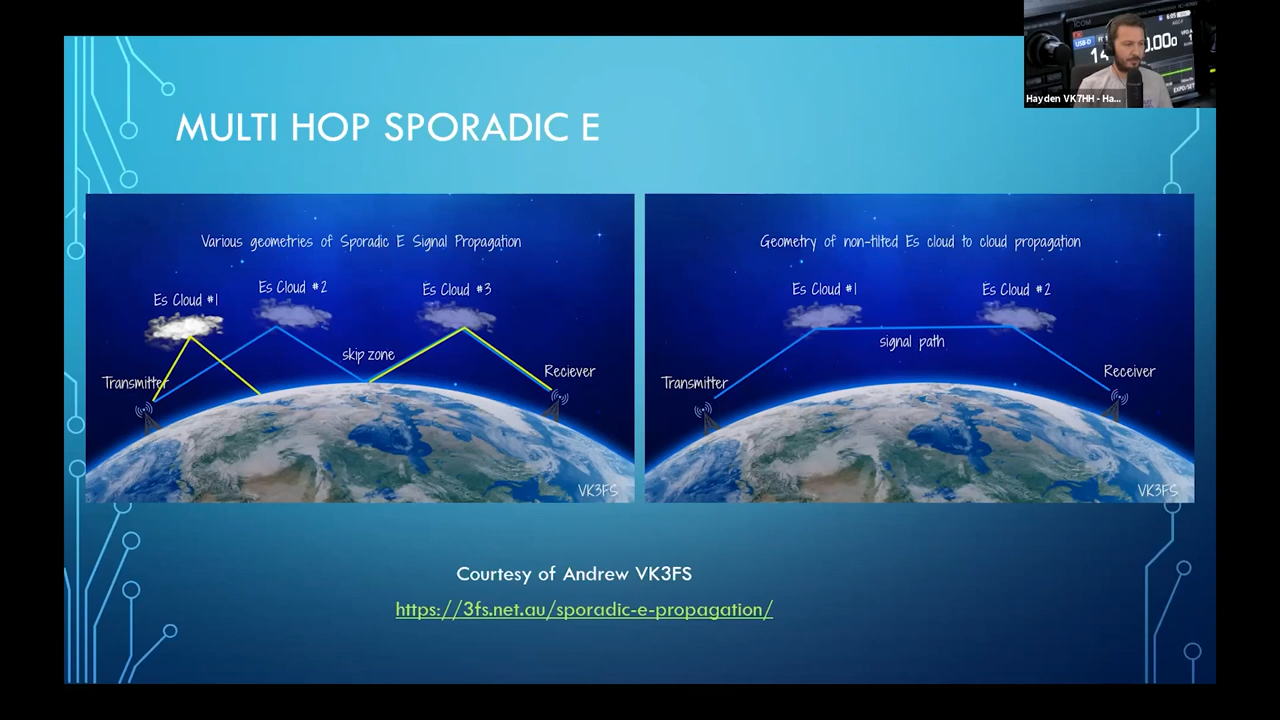 MULTI HOP SPORADIC E
Hayden VK7HH - Ha...
ICOM
USB-D
Various geometries of Sporadic E Signal Propagation
Es Cloud #1
Es Cloud #2
Es Cloud #3
skip zone
Transmitter
Reciever
VK3FS
Geometry of non-tilted Es cloud to cloud propagation
Es Cloud #1
Es Cloud #2
signal path
Transmitter
Receiver
VK3FS
Courtesy of Andrew VK3FS
https://3fs.net.au/sporadic-e-propagation/